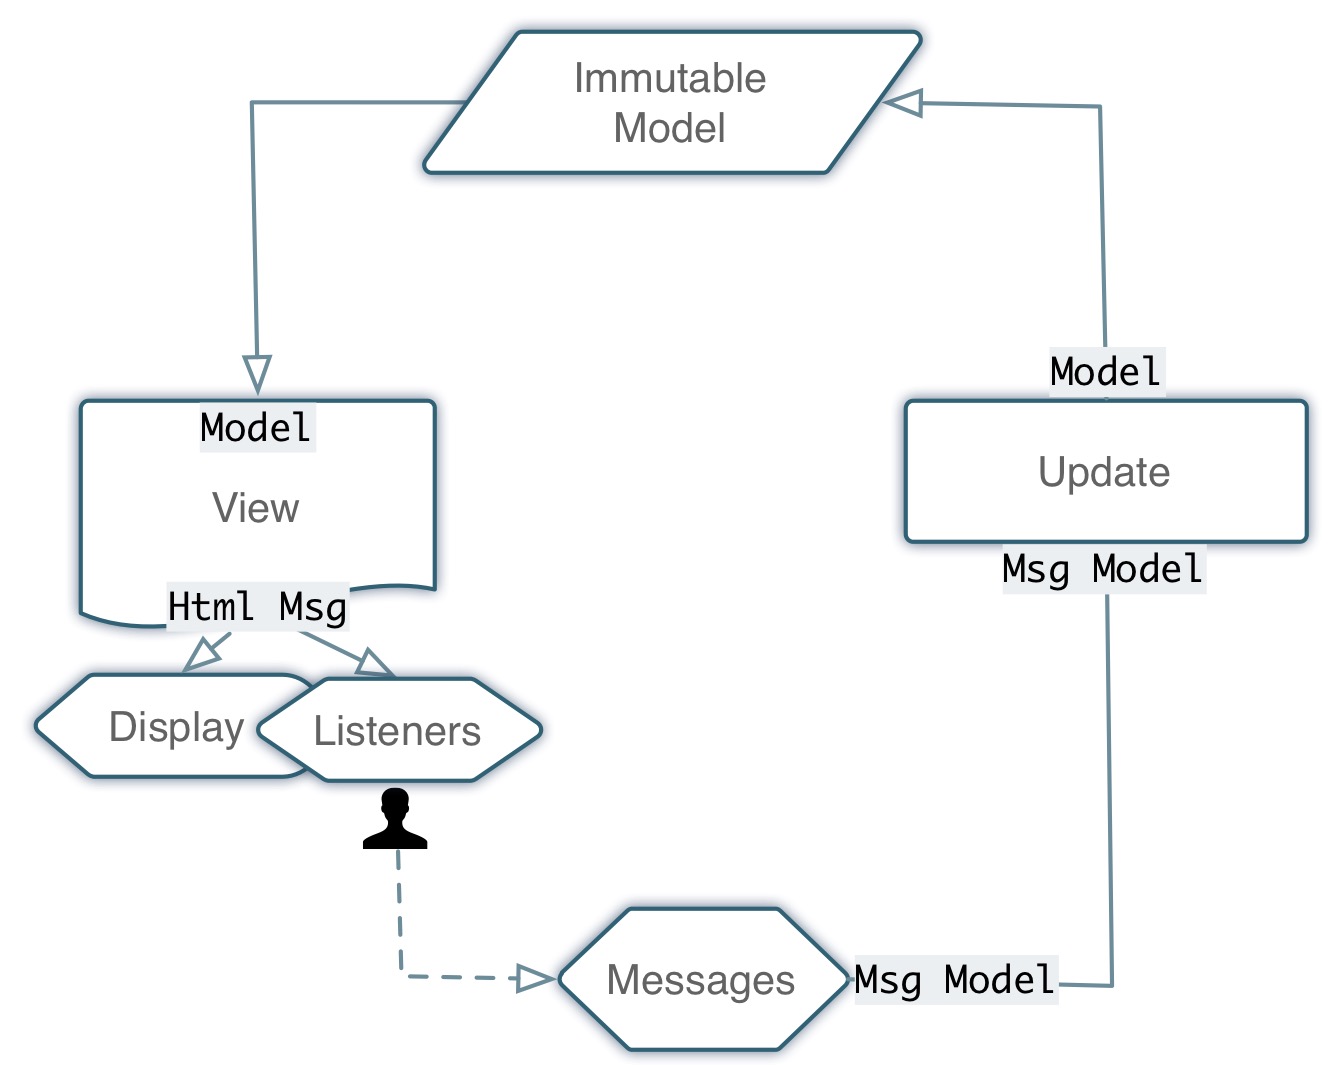 Immutable
Model
Model
Model
View
Update
Html Msg
Msg Model
Display
Listeners
Messages
Msg Model